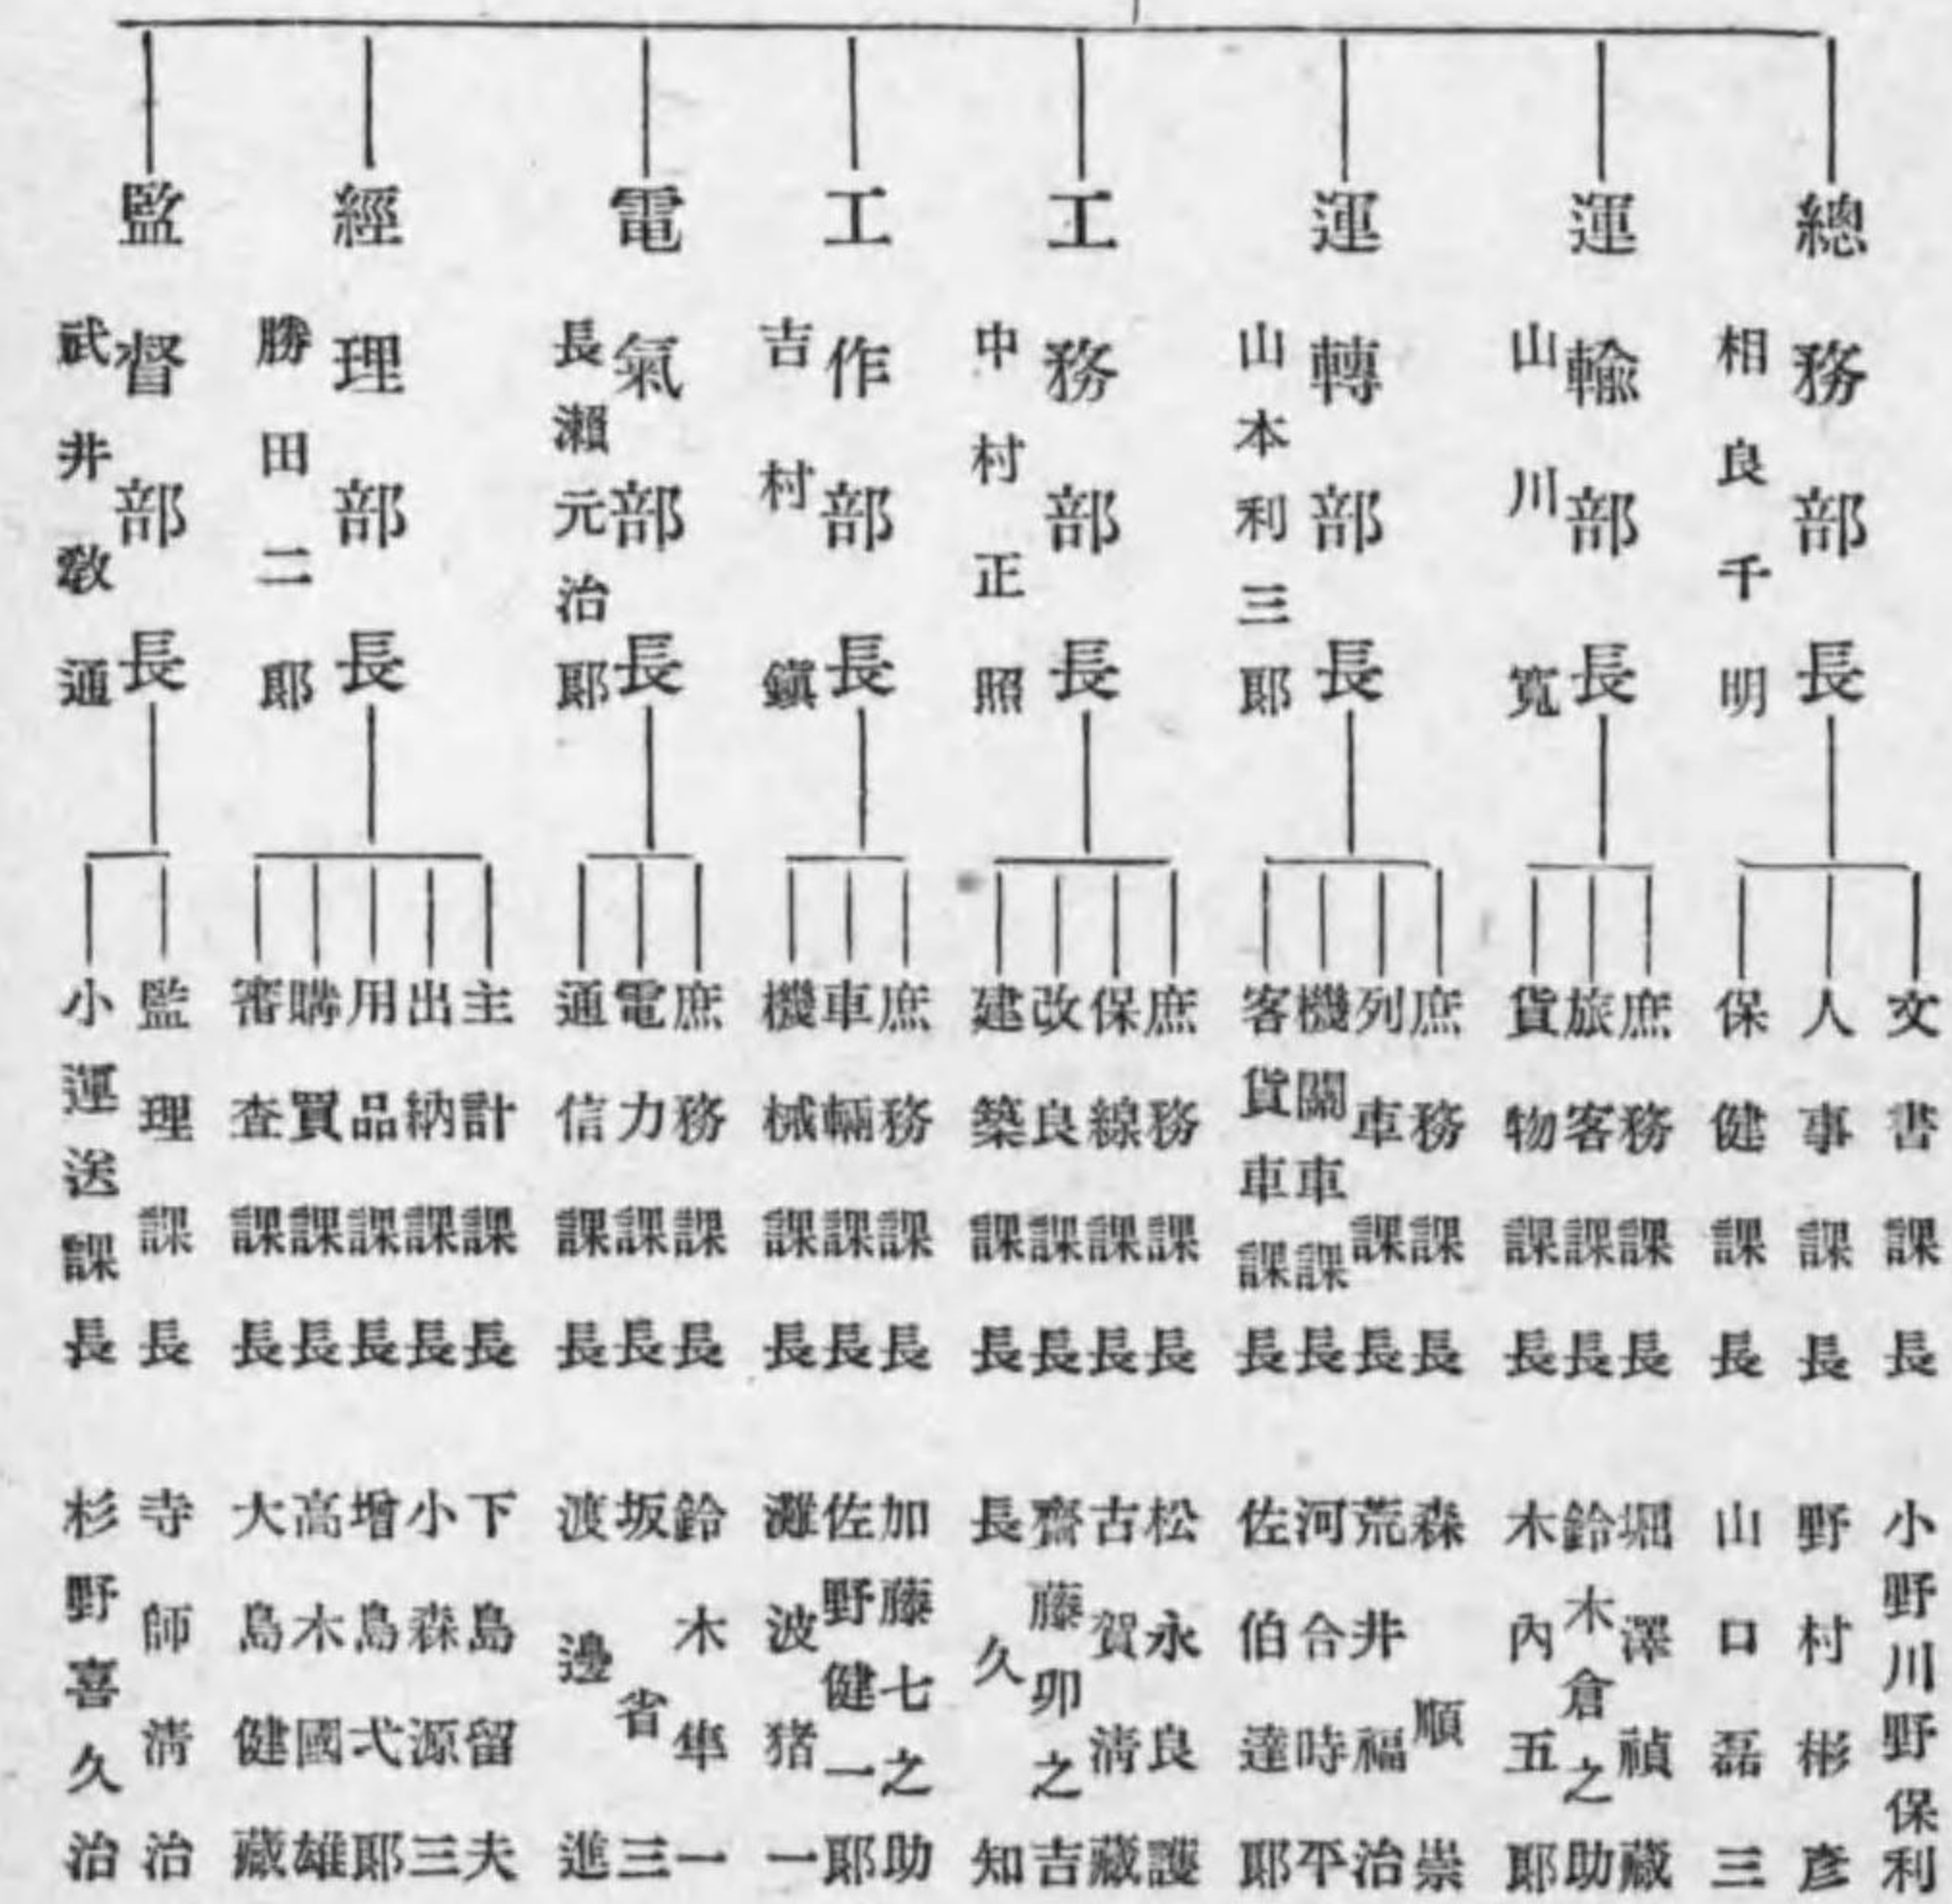 總務部長
相良千明
文書課長 小野川野保利
人事課長 野村彬彦
保健課長 山口磊三
運輸部長
山川寬
庶務課長 堀澤禎藏
旅客課長 鈴木倉之助
貨物課長 木內五郎
運轉部長
山本利三郎
庶務課長 森順崇
列車課長 荒井福治
機關車課長 河合時平
客貨車課長 佐伯達郎
工務部長
中村正照
庶務課長 松永良護
保線課長 古賀淸藏
改良課長 齋藤卯之吉
建築課長 長久知
工作部長
吉村鎭
庶務課長 加藤七之助
車輛課長 佐野健一郎
機械課長 灘波猪一
電氣部長
長瀨元治郎
庶務課長 鈴木隼一
電力課長 坂省三
通信課長 渡邊進
經理部長
勝田二郎
主計課長 下島留夫
出納課長 小森源三
用品課長 增島弌郎
購買課長 高木國雄
審査課長 大島健藏
監督部長
武井敎通
監理課長 寺師淸治
小運送課長 杉野喜久治